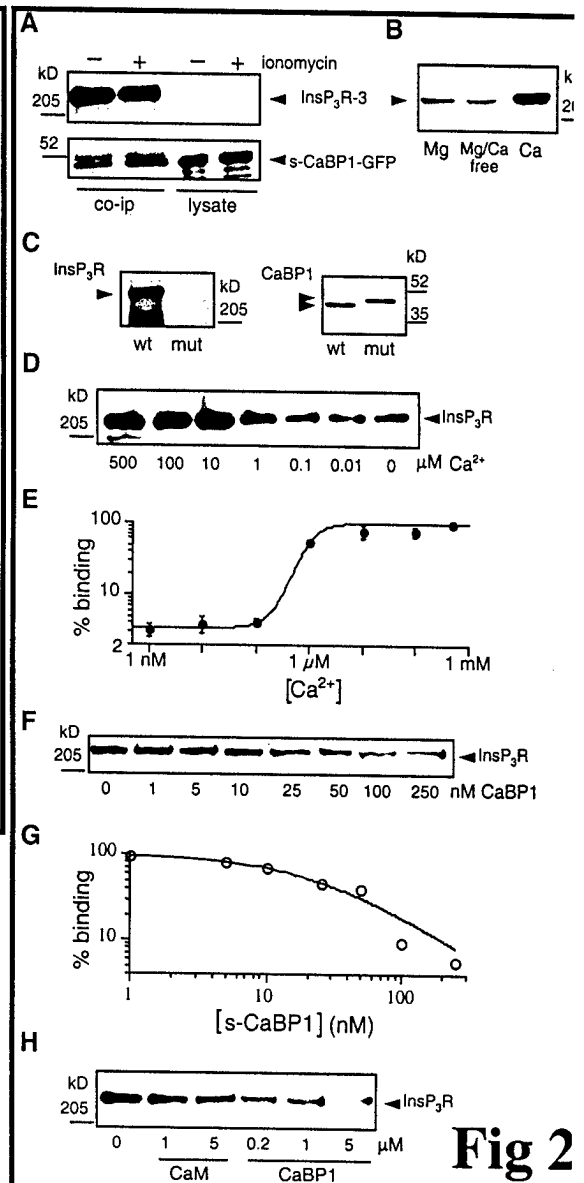 A
B
− + − + ionomycin
kD
205
InsP₃R-3
Mg Mg/Ca free Ca
52
s-CaBP1-GFP
co-ip lysate
C
InsP₃R
kD
205
wt mut
CaBP1
kD
52
35
wt mut
D
kD
205
InsP₃R
500 100 10 1 0.1 0.01 0 µM Ca²⁺
E
% binding
100
10
2
1 nM 1 µM 1 mM
[Ca²⁺]
F
kD
205
InsP₃R
0 1 5 10 25 50 100 250 nM CaBP1
G
% binding
100
10
1 10 100
[s-CaBP1] (nM)
H
kD
205
InsP₃R
0 1 5 0.2 1 5 µM
CaM CaBP1
Fig 2